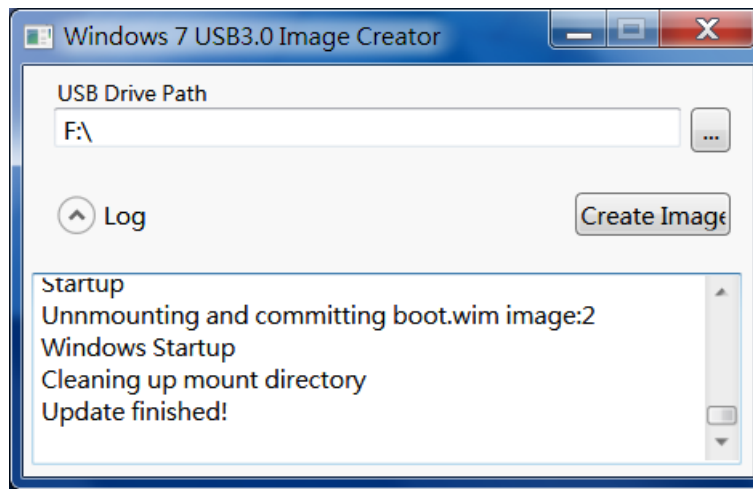 Windows 7 USB3.0 Image Creator
USB Drive Path
F:\
...
Log
Create Image
Startup
Unnmounting and committing boot.wim image:2
Windows Startup
Cleaning up mount directory
Update finished!